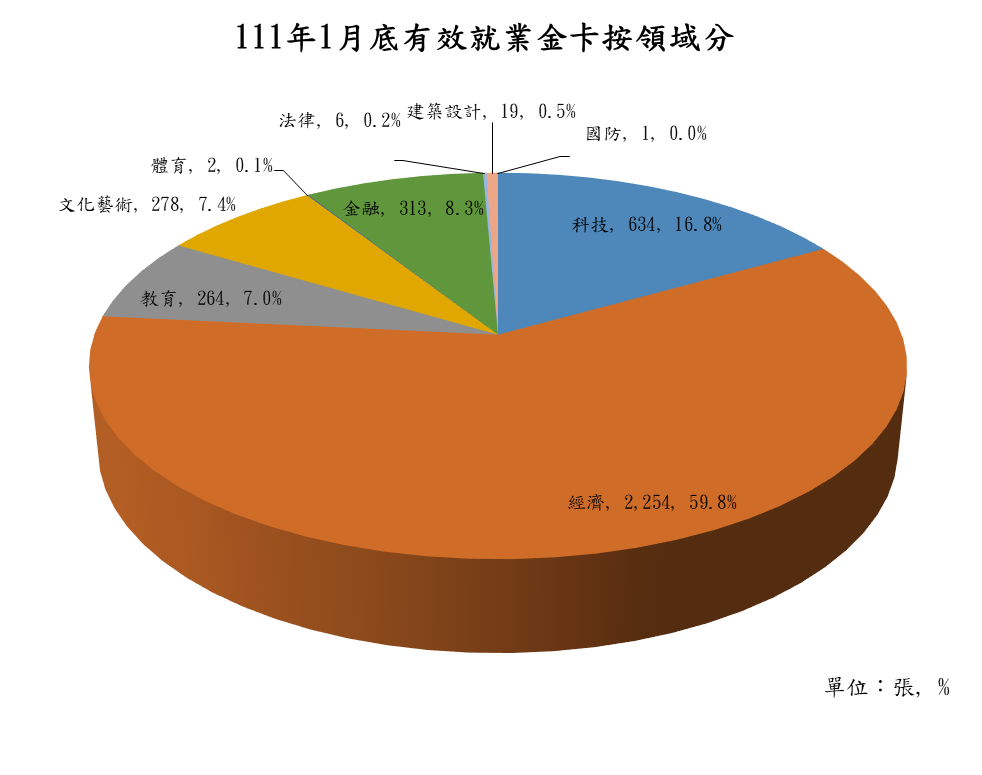 111年1月底有效就業金卡按領域分
建築設計, 19, 0.5%
法律, 6, 0.2%
國防, 1, 0.0%
體育, 2, 0.1%
文化藝術, 278, 7.4%
金融, 313, 8.3%
科技, 634, 16.8%
教育, 264, 7.0%
經濟, 2,254, 59.8%
單位：張, %